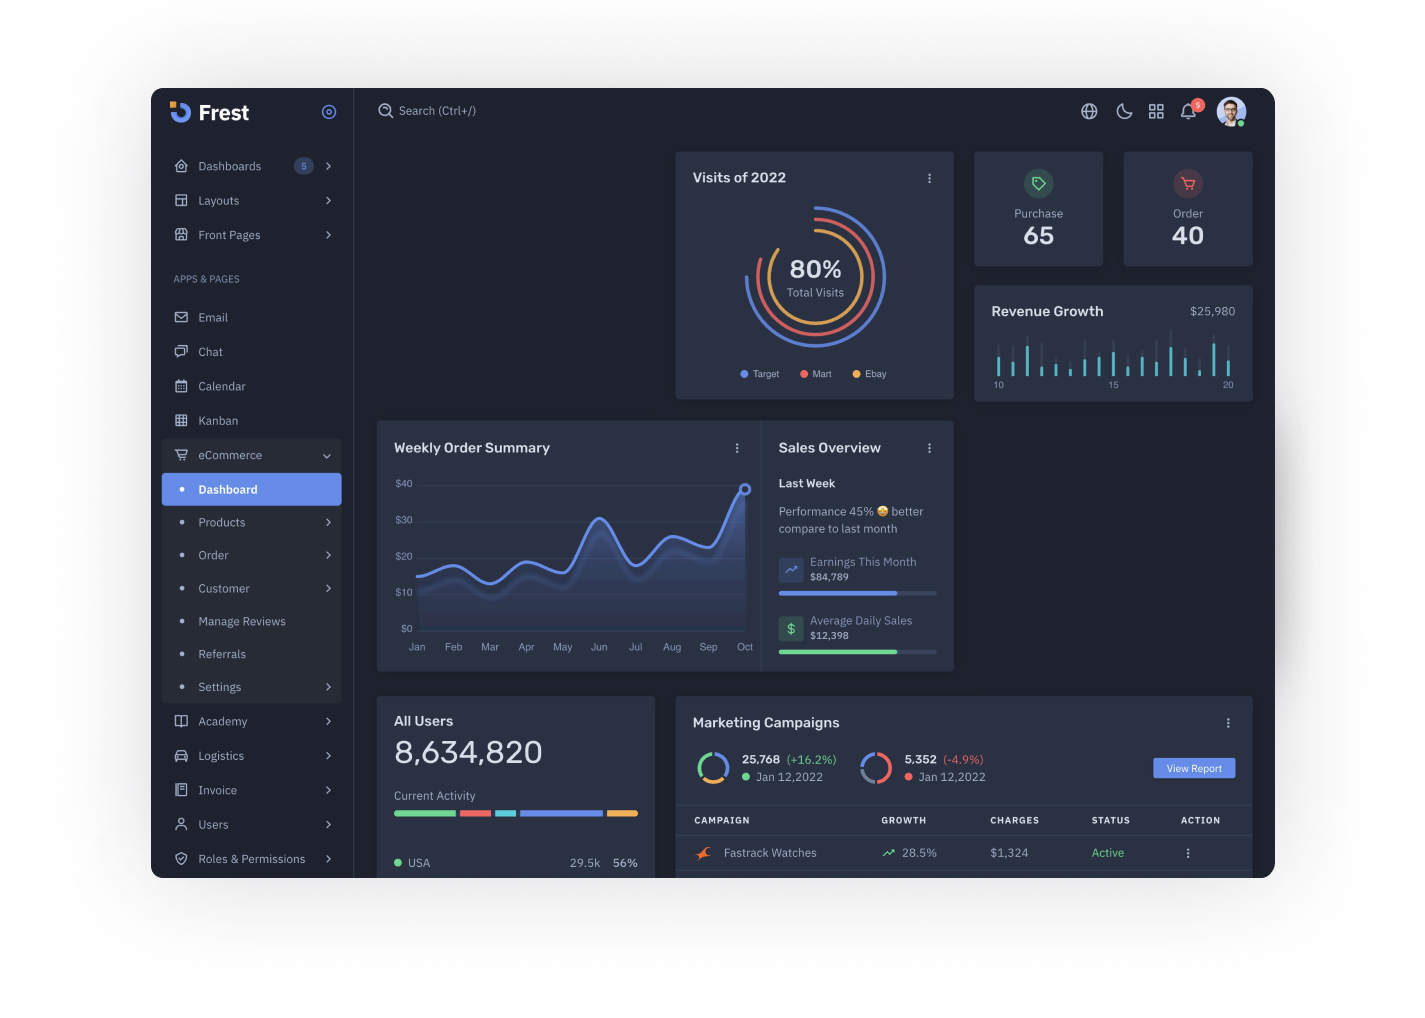 Frest
Dashboards 5
Layouts
Front Pages
APPS & PAGES
Email
Chat
Calendar
Kanban
eCommerce
Dashboard
Products
Order
Customer
Manage Reviews
Referrals
Settings
Academy
Logistics
Invoice
Users
Roles & Permissions
Search (Ctrl+/)
5
Visits of 2022
80%
Total Visits
Target Mart Ebay
Purchase
65
Order
40
Revenue Growth $25,980
10 15 20
Weekly Order Summary
$40
$30
$20
$10
$0
Jan Feb Mar Apr May Jun Jul Aug Sep Oct
Sales Overview
Last Week
Performance 45% 🤩 better
compare to last month
Earnings This Month
$84,789
Average Daily Sales
$12,398
All Users
8,634,820
Current Activity
USA 29.5k 56%
Marketing Campaigns
25,768 (+16.2%)
Jan 12,2022
5,352 (-4.9%)
Jan 12,2022
View Report
CAMPAIGN GROWTH CHARGES STATUS ACTION
Fastrack Watches 28.5% $1,324 Active